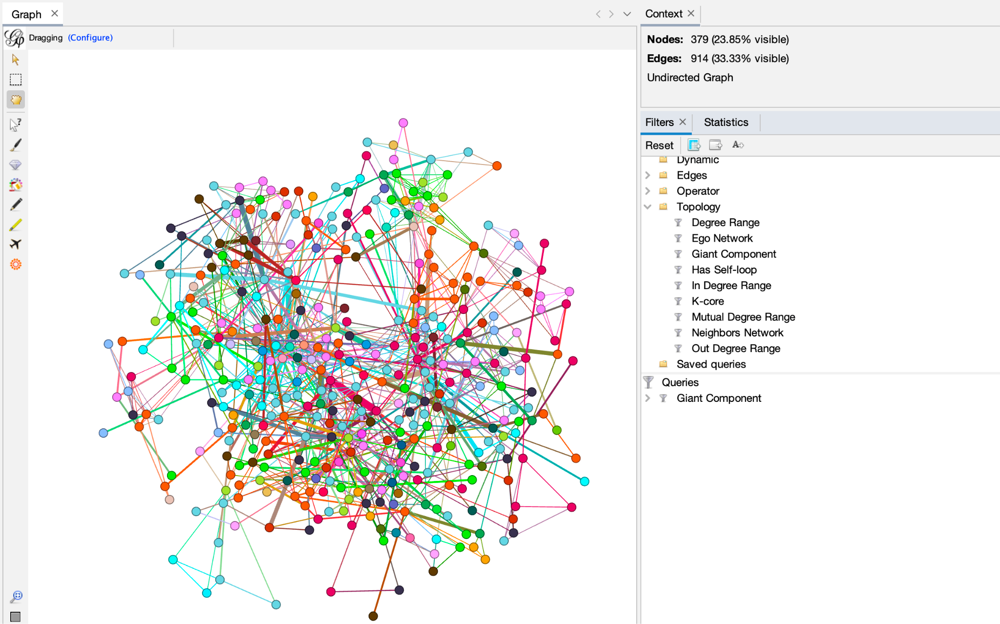 Graph
Context
Dragging (Configure)
Nodes: 379 (23.85% visible)
Edges: 914 (33.33% visible)
Undirected Graph
Filters Statistics
Reset
Dynamic
Edges
Operator
Topology
Degree Range
Ego Network
Giant Component
Has Self-loop
In Degree Range
K-core
Mutual Degree Range
Neighbors Network
Out Degree Range
Saved queries
Queries
Giant Component